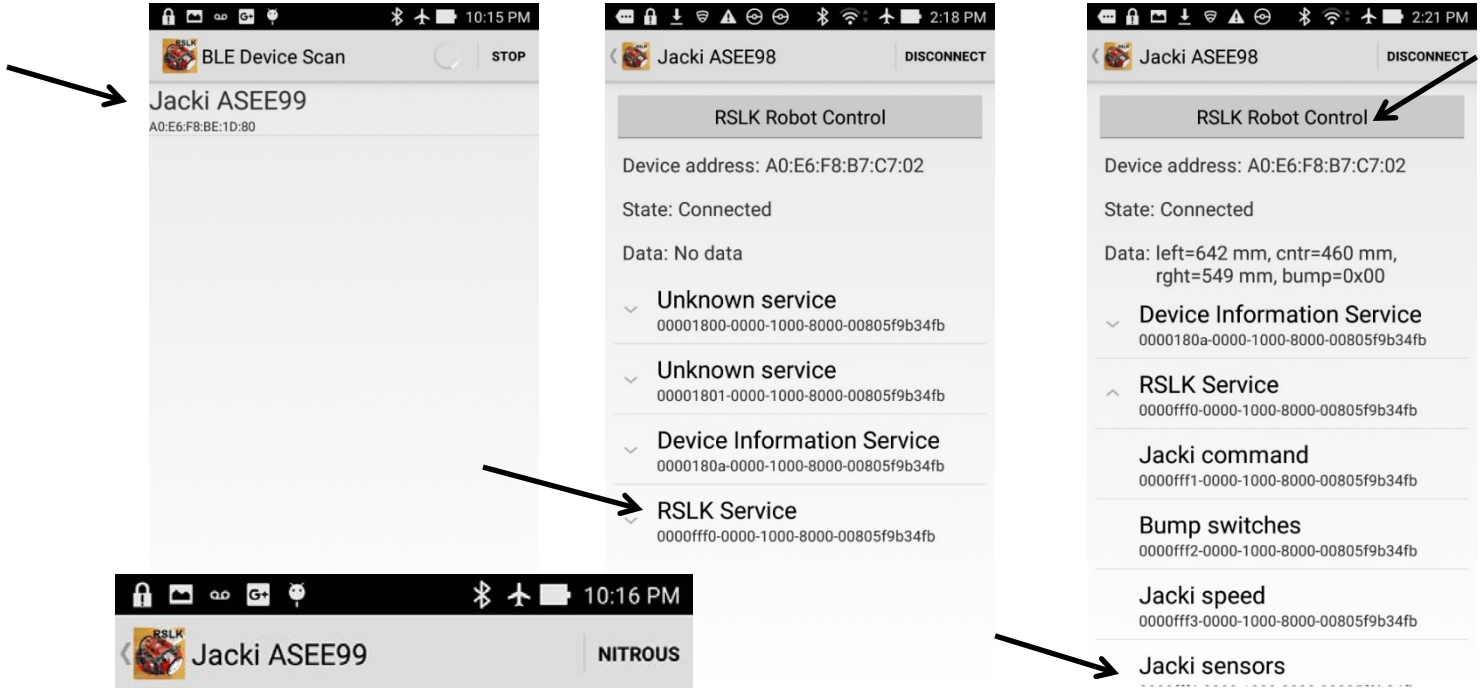 10:15 PM
RSLK
BLE Device Scan
STOP
Jacki ASEE99
A0:E6:F8:BE:1D:80
2:18 PM
Jacki ASEE98
DISCONNECT
RSLK Robot Control
Device address: A0:E6:F8:B7:C7:02
State: Connected
Data: No data
Unknown service
00001800-0000-1000-8000-00805f9b34fb
Unknown service
00001801-0000-1000-8000-00805f9b34fb
Device Information Service
0000180a-0000-1000-8000-00805f9b34fb
RSLK Service
0000fff0-0000-1000-8000-00805f9b34fb
2:21 PM
Jacki ASEE98
DISCONNECT
RSLK Robot Control
Device address: A0:E6:F8:B7:C7:02
State: Connected
Data: left=642 mm, cntr=460 mm,
rght=549 mm, bump=0x00
Device Information Service
0000180a-0000-1000-8000-00805f9b34fb
RSLK Service
0000fff0-0000-1000-8000-00805f9b34fb
Jacki command
0000fff1-0000-1000-8000-00805f9b34fb
Bump switches
0000fff2-0000-1000-8000-00805f9b34fb
Jacki speed
0000fff3-0000-1000-8000-00805f9b34fb
Jacki sensors
G+
10:16 PM
RSLK
Jacki ASEE99
NITROUS